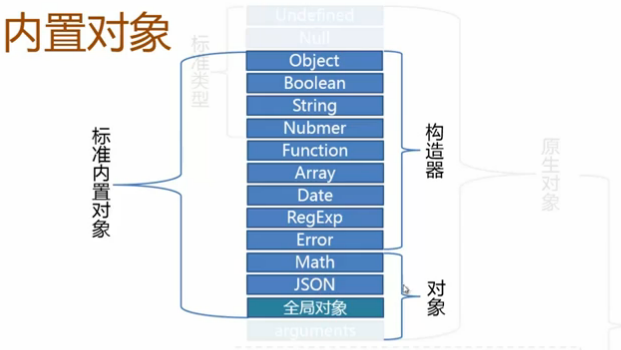 内置对象
Undefined
Null
标准类型
Object
Boolean
String
Nubmer
Function
Array
Date
RegExp
Error
Math
JSON
全局对象
arguments
标准内置对象
构造器
对象
原生对象